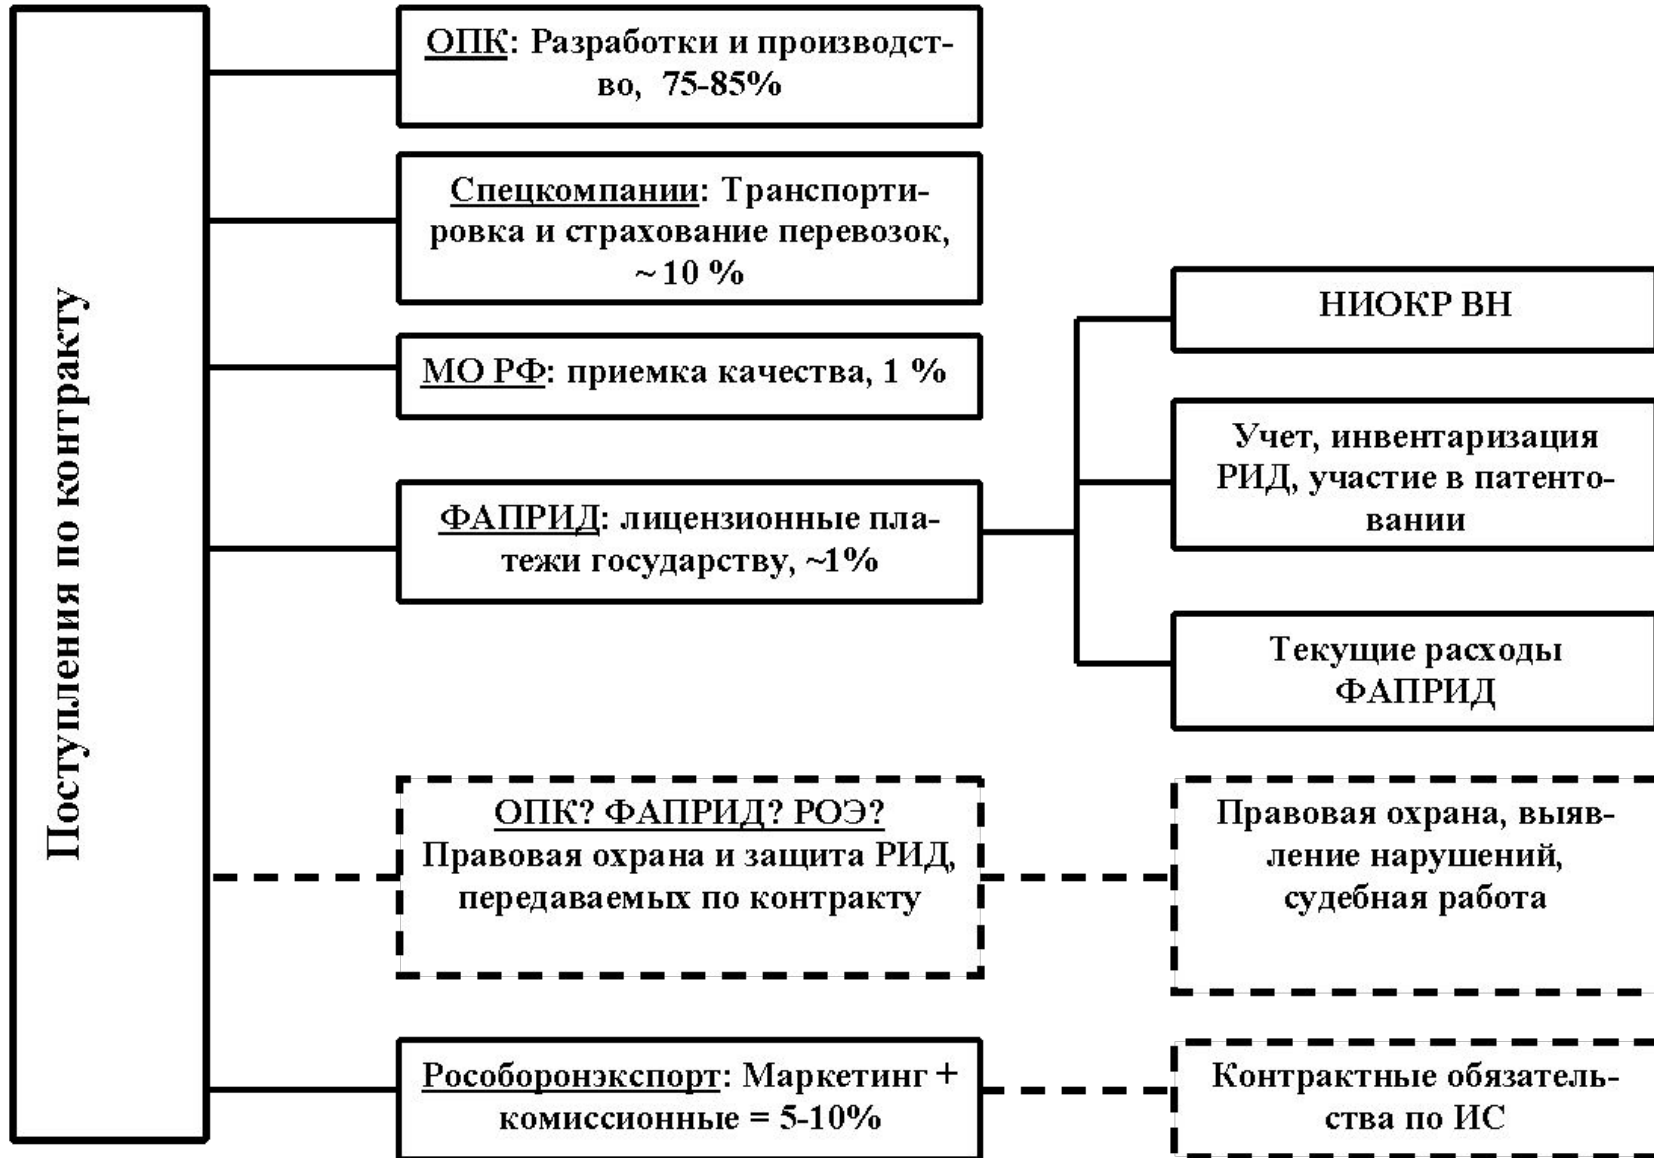 Поступления по контракту
ОПК: Разработки и производст-
во, 75-85%
Спецкомпании: Транспорти-
ровка и страхование перевозок,
~ 10 %
МО РФ: приемка качества, 1 %
ФАПРИД: лицензионные пла-
тежи государству, ~1%
НИОКР ВН
Учет, инвентаризация
РИД, участие в патенто-
вании
Текущие расходы
ФАПРИД
ОПК? ФАПРИД? РОЭ?
Правовая охрана и защита РИД,
передаваемых по контракту
Правовая охрана, выяв-
ление нарушений,
судебная работа
Рособоронэкспорт: Маркетинг +
комиссионные = 5-10%
Контрактные обязатель-
ства по ИС